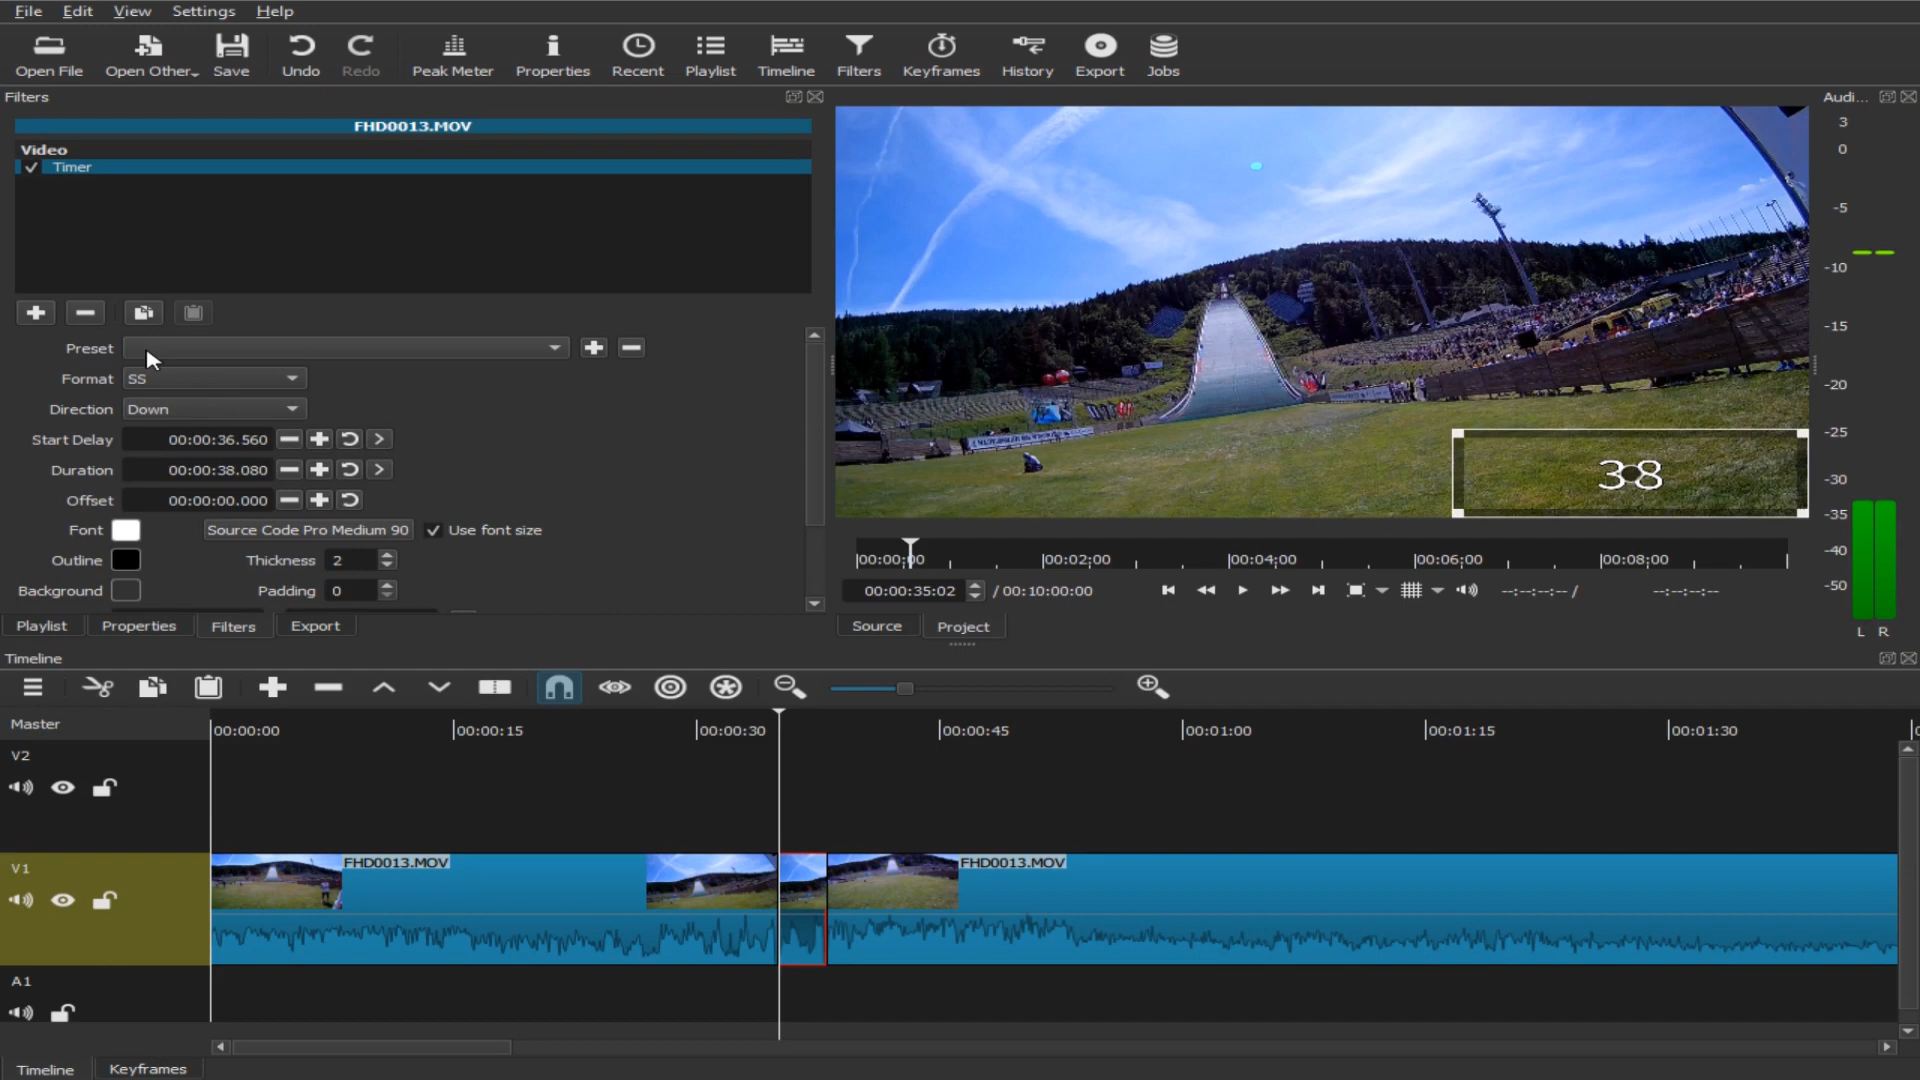 File Edit View Settings Help
Open File Open Other... Save Undo Redo Peak Meter Properties Recent Playlist Timeline Filters Keyframes History Export Jobs
Filters
Audi...
FHD0013.MOV
Video
Timer
Preset
Format SS
Direction Down
Start Delay 00:00:36.560
Duration 00:00:38.080
Offset 00:00:00.000
Font Source Code Pro Medium 90 Use font size
Outline Thickness 2
Background Padding 0
Playlist Properties Filters Export
38
00:00:00 00:02:00 00:04:00 00:06:00 00:08:00
00:00:35:02 / 00:10:00:00 --:--:--:-- / --:--:--:--
Source Project
3
0
-5
-10
-15
-20
-25
-30
-35
-40
-50
L R
Timeline
Master
00:00:00 00:00:15 00:00:30 00:00:45 00:01:00 00:01:15 00:01:30
V2
V1
FHD0013.MOV FHD0013.MOV
A1
Timeline Keyframes